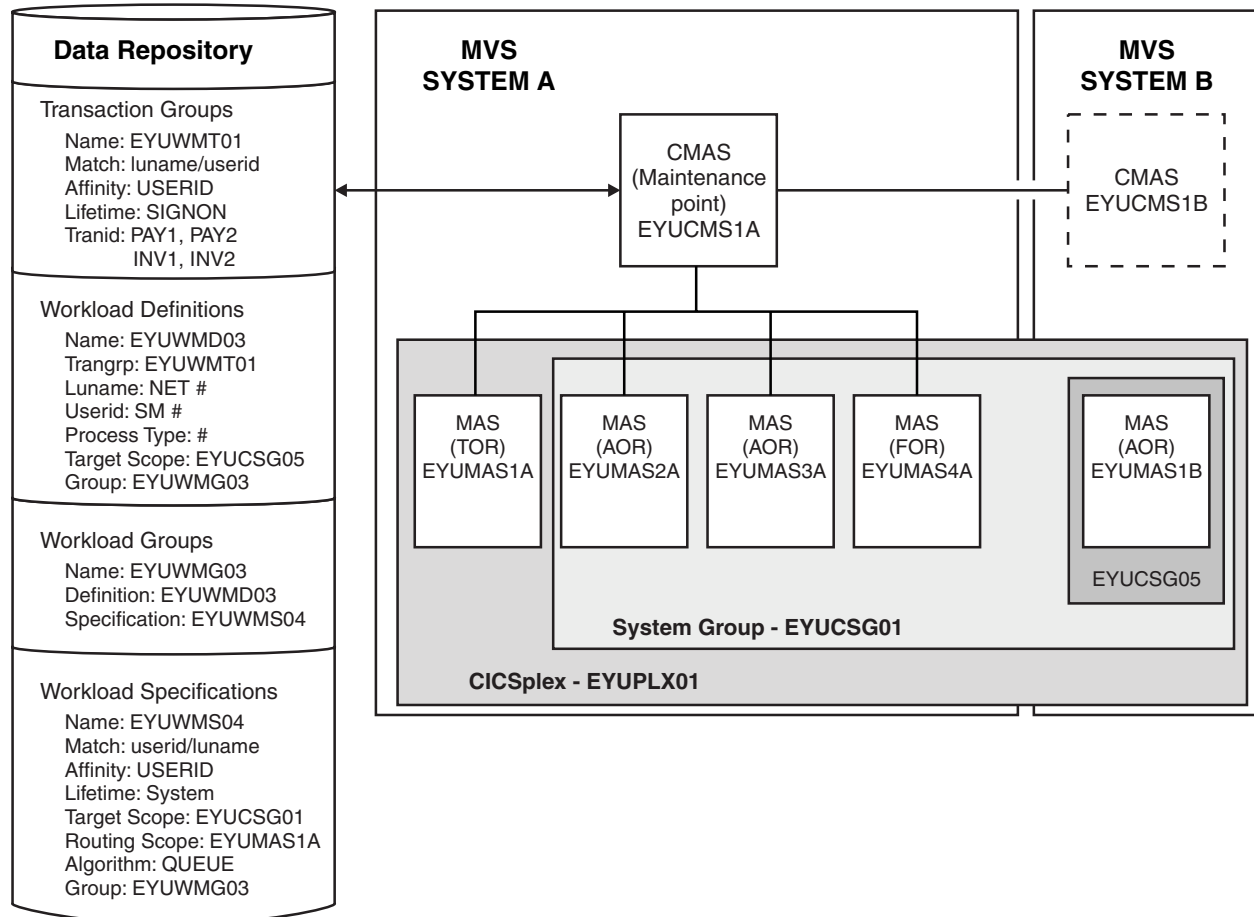 Data Repository
Transaction Groups
Name: EYUWMT01
Match: luname/userid
Affinity: USERID
Lifetime: SIGNON
Tranid: PAY1, PAY2
INV1, INV2
Workload Definitions
Name: EYUWMD03
Trangrp: EYUWMT01
Luname: NET #
Userid: SM #
Process Type: #
Target Scope: EYUCSG05
Group: EYUWMG03
Workload Groups
Name: EYUWMG03
Definition: EYUWMD03
Specification: EYUWMS04
Workload Specifications
Name: EYUWMS04
Match: userid/luname
Affinity: USERID
Lifetime: System
Target Scope: EYUCSG01
Routing Scope: EYUMAS1A
Algorithm: QUEUE
Group: EYUWMG03
MVS
SYSTEM A
CMAS
(Maintenance
point)
EYUCMS1A
MVS
SYSTEM B
CMAS
EYUCMS1B
MAS
(TOR)
EYUMAS1A
MAS
(AOR)
EYUMAS2A
MAS
(AOR)
EYUMAS3A
MAS
(FOR)
EYUMAS4A
MAS
(AOR)
EYUMAS1B
EYUCSG05
System Group - EYUCSG01
CICSplex - EYUPLX01